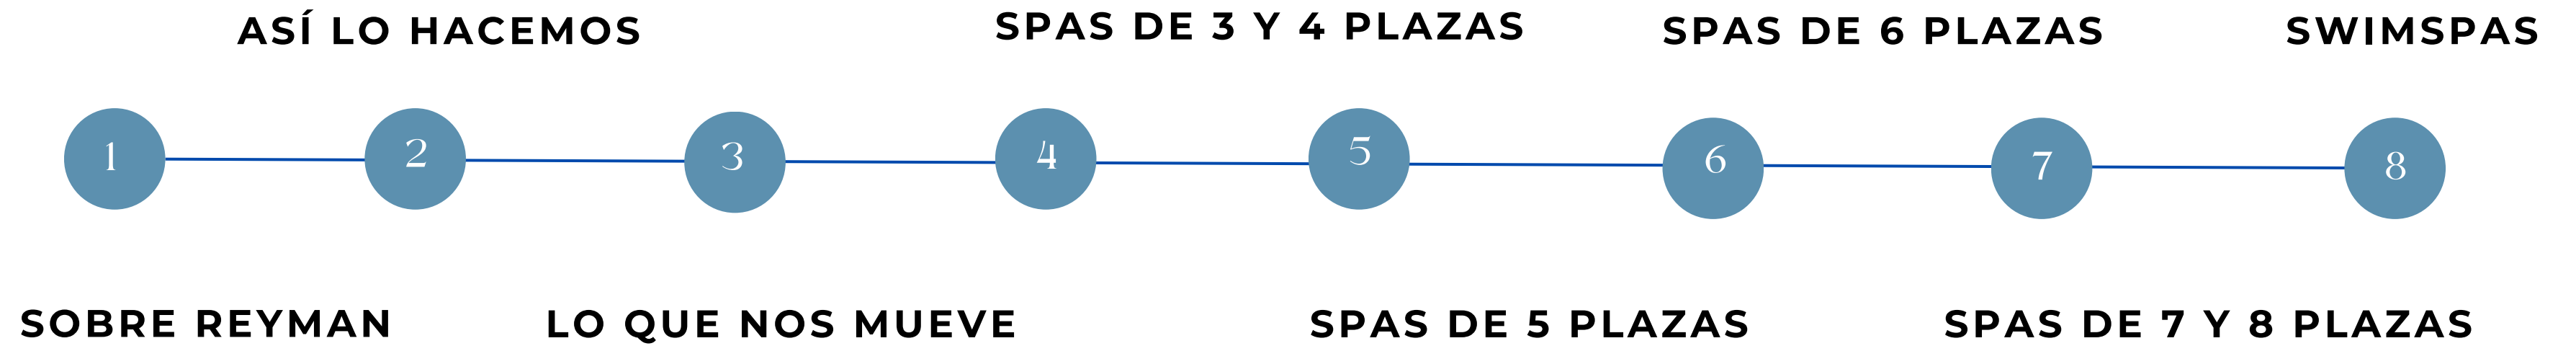 ASÍ LO HACEMOS
SPAS DE 3 Y 4 PLAZAS
SPAS DE 6 PLAZAS
SWIMSPAS
1
2
3
4
5
6
7
8
SOBRE REYMAN
LO QUE NOS MUEVE
SPAS DE 5 PLAZAS
SPAS DE 7 Y 8 PLAZAS